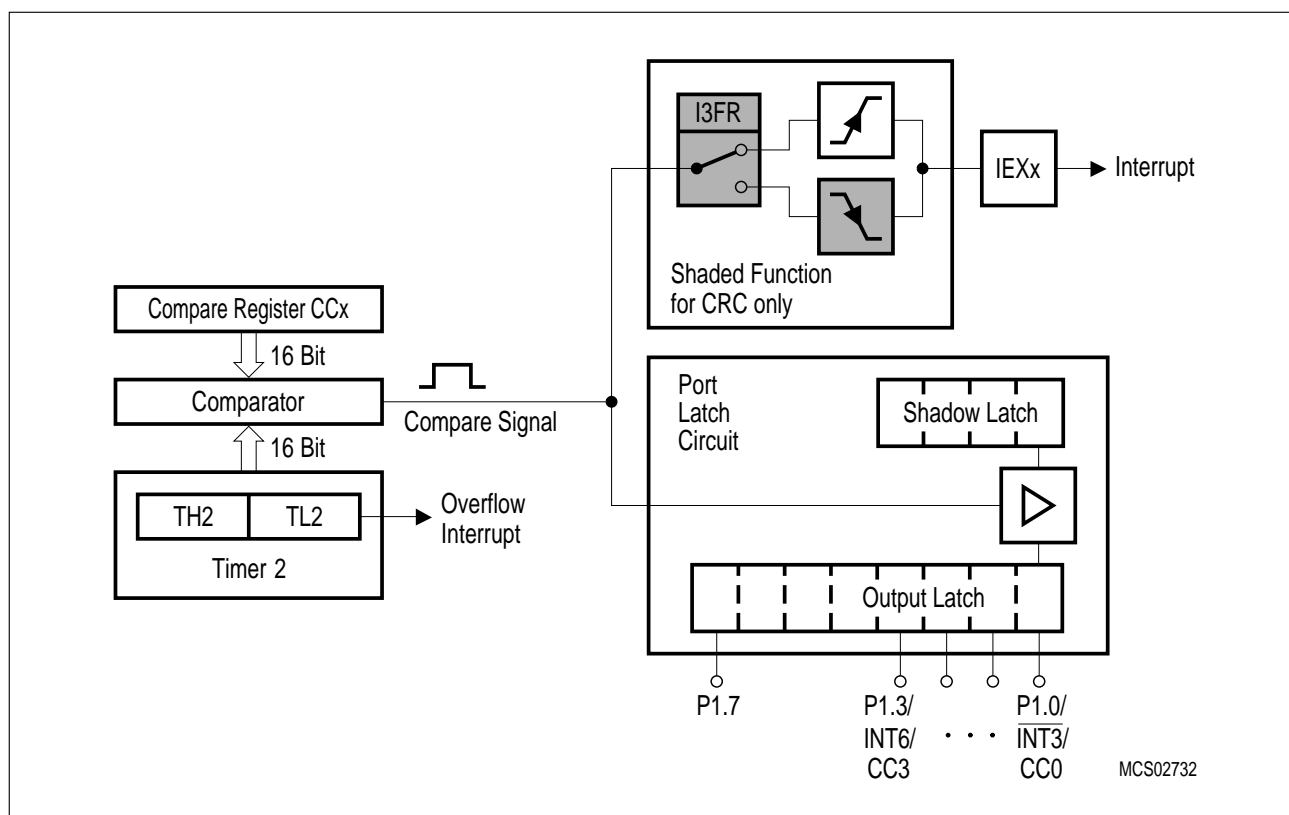 I3FR
IEXx
Interrupt
Shaded Function
for CRC only
Compare Register CCx
16 Bit
Comparator
Compare Signal
16 Bit
TH2
TL2
Timer 2
Overflow
Interrupt
Port
Latch
Circuit
Shadow Latch
Output Latch
P1.7
P1.3/
INT6/
CC3
. . .
P1.0/
INT3/
CC0
MCS02732